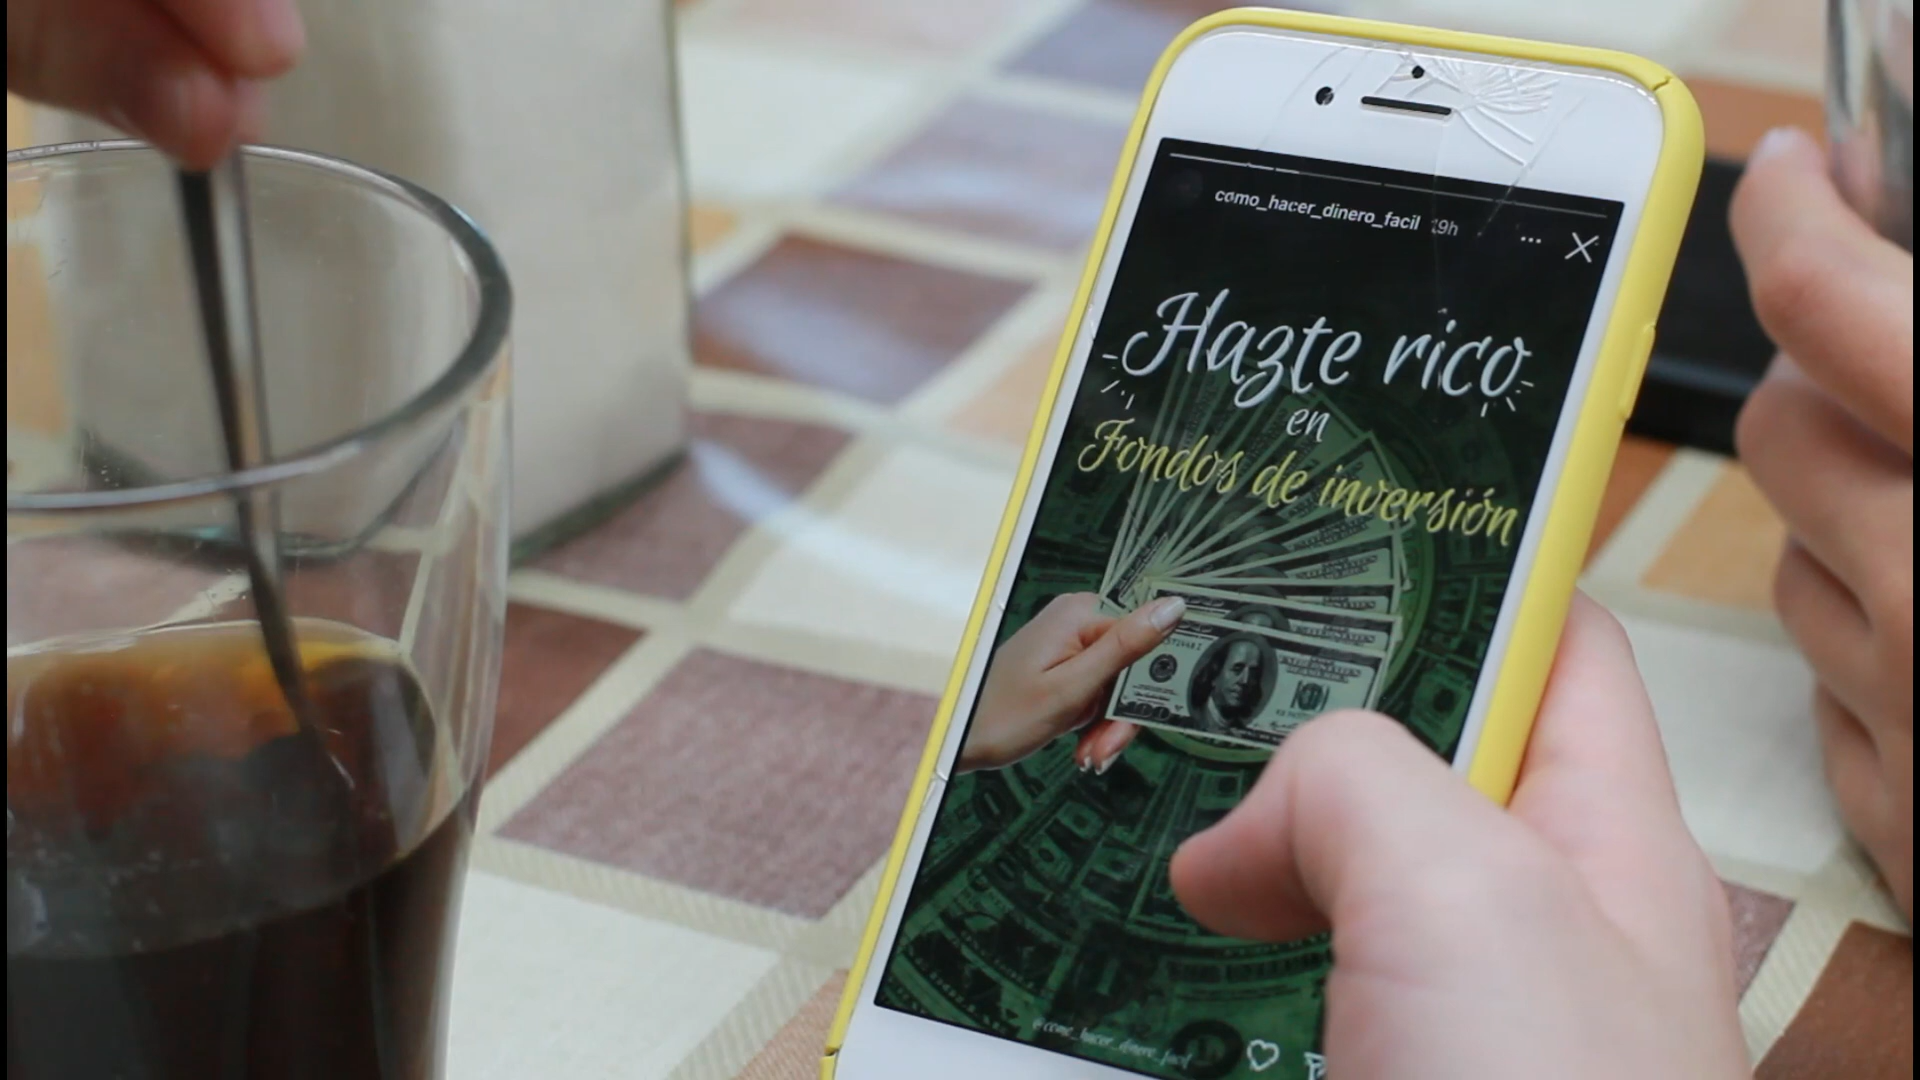 como_hacer_dinero_facil 19h
Hazte rico
en
Fondos de inversión
@como_hacer_dinero_facil